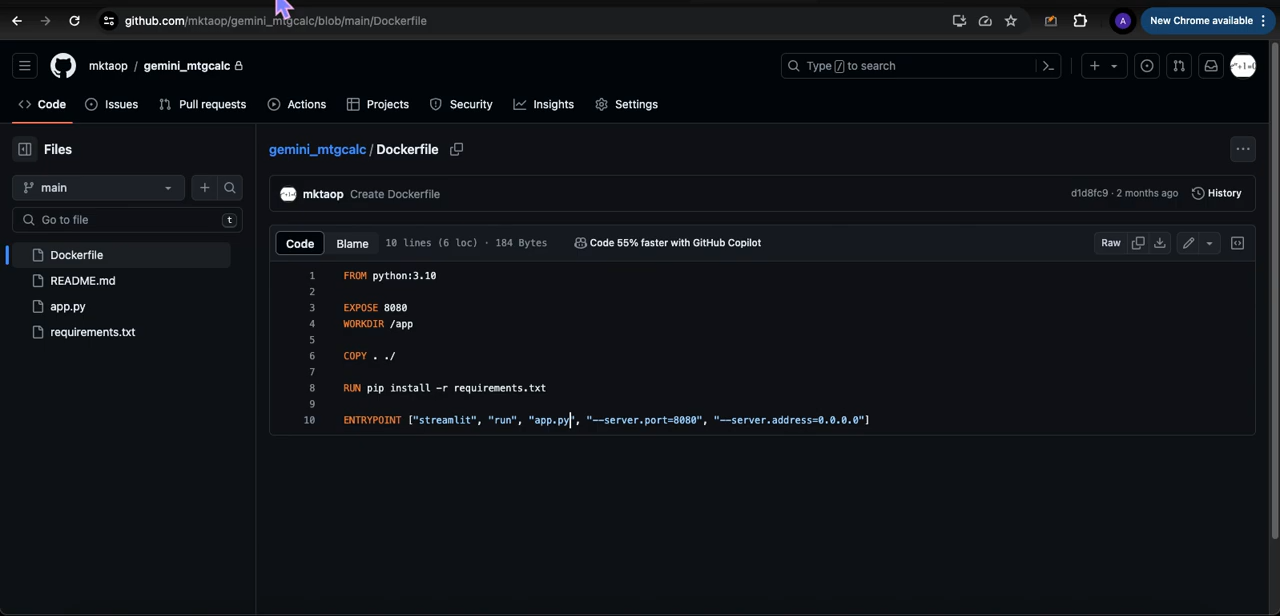 github.com/mktaop/gemini_mtgcalc/blob/main/Dockerfile
A
New Chrome available
mktaop / gemini_mtgcalc
Type / to search
Code
Issues
Pull requests
Actions
Projects
Security
Insights
Settings
Files
gemini_mtgcalc / Dockerfile
main
mktaop Create Dockerfile
d1d8fc9 · 2 months ago
History
Go to file
t
Code
Blame
10 lines (6 loc) · 184 Bytes
Code 55% faster with GitHub Copilot
Raw
Dockerfile
README.md
app.py
requirements.txt
1 FROM python:3.10
2
3 EXPOSE 8080
4 WORKDIR /app
5
6 COPY . ./
7
8 RUN pip install -r requirements.txt
9
10 ENTRYPOINT ["streamlit", "run", "app.py", "--server.port=8080", "--server.address=0.0.0.0"]